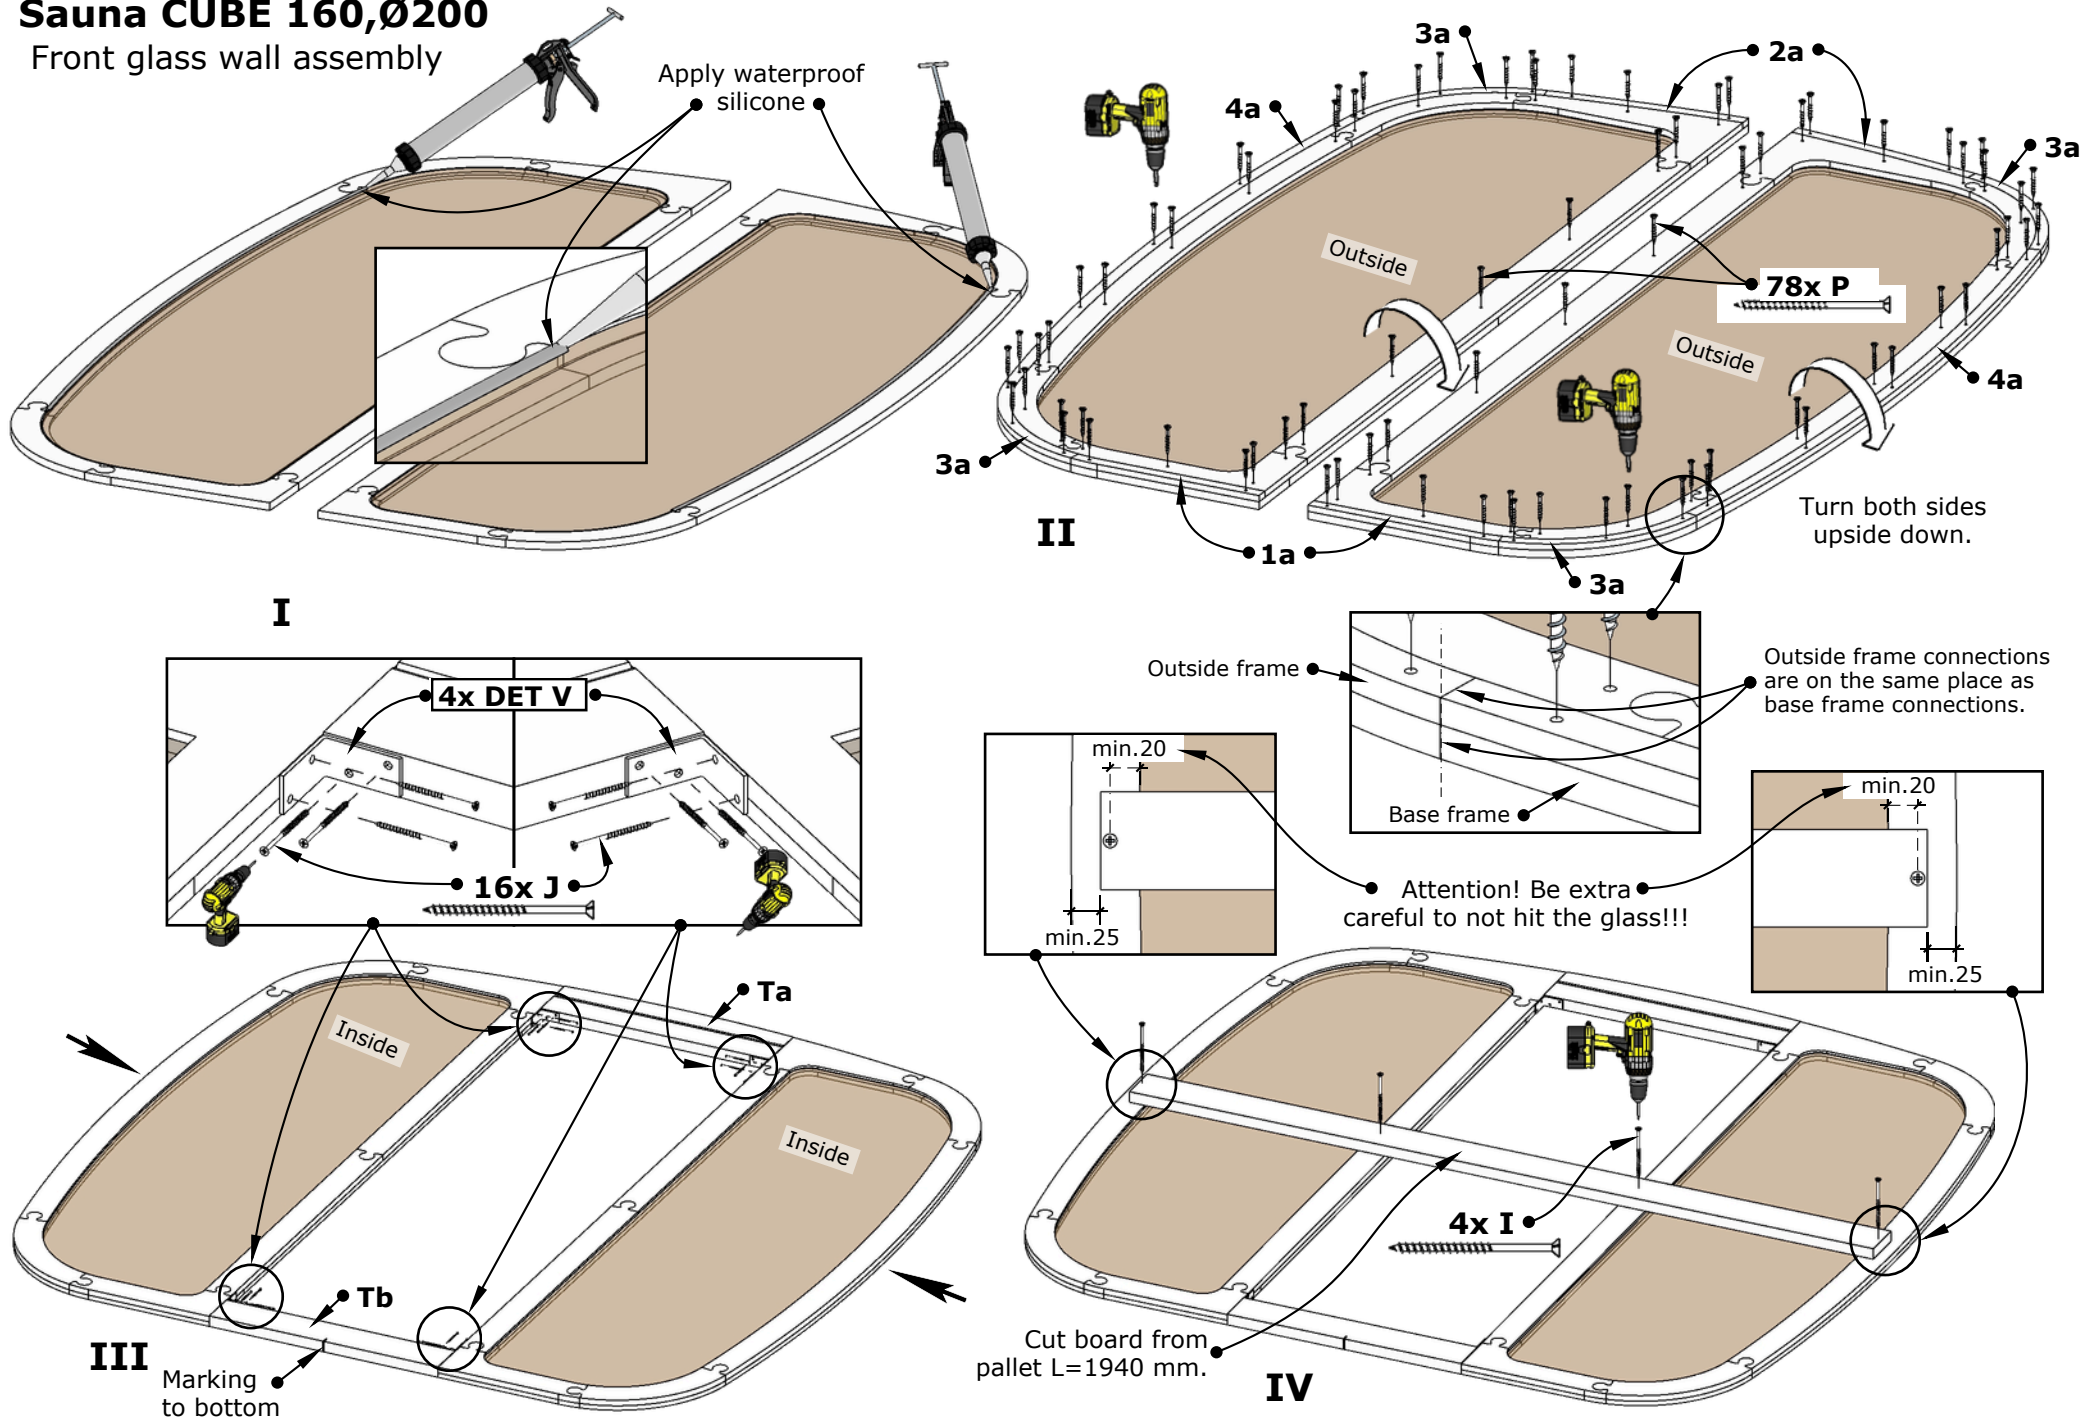 Sauna CUBE 160,Ø200
Front glass wall assembly
Apply waterproof
silicone
I
3a
2a
4a
3a
Outside
78x P
Outside
4a
3a
1a
3a
II
Turn both sides
upside down.
Outside frame
Outside frame connections
are on the same place as
base frame connections.
Base frame
4x DET V
16x J
Ta
Inside
Inside
Tb
III
Marking
to bottom
min.20
min.25
min.20
min.25
Attention! Be extra
careful to not hit the glass!!!
4x I
Cut board from
pallet L=1940 mm.
IV